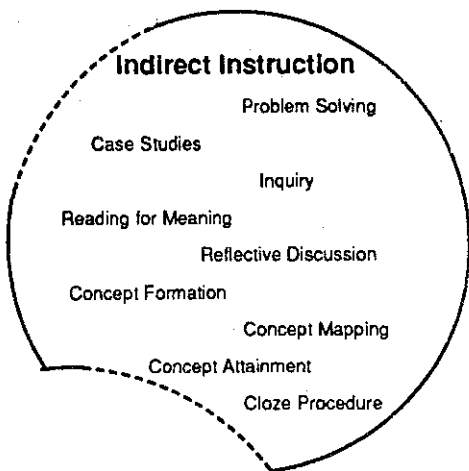 Indirect Instruction
Problem Solving
Case Studies
Inquiry
Reading for Meaning
Reflective Discussion
Concept Formation
Concept Mapping
Concept Attainment
Cloze Procedure